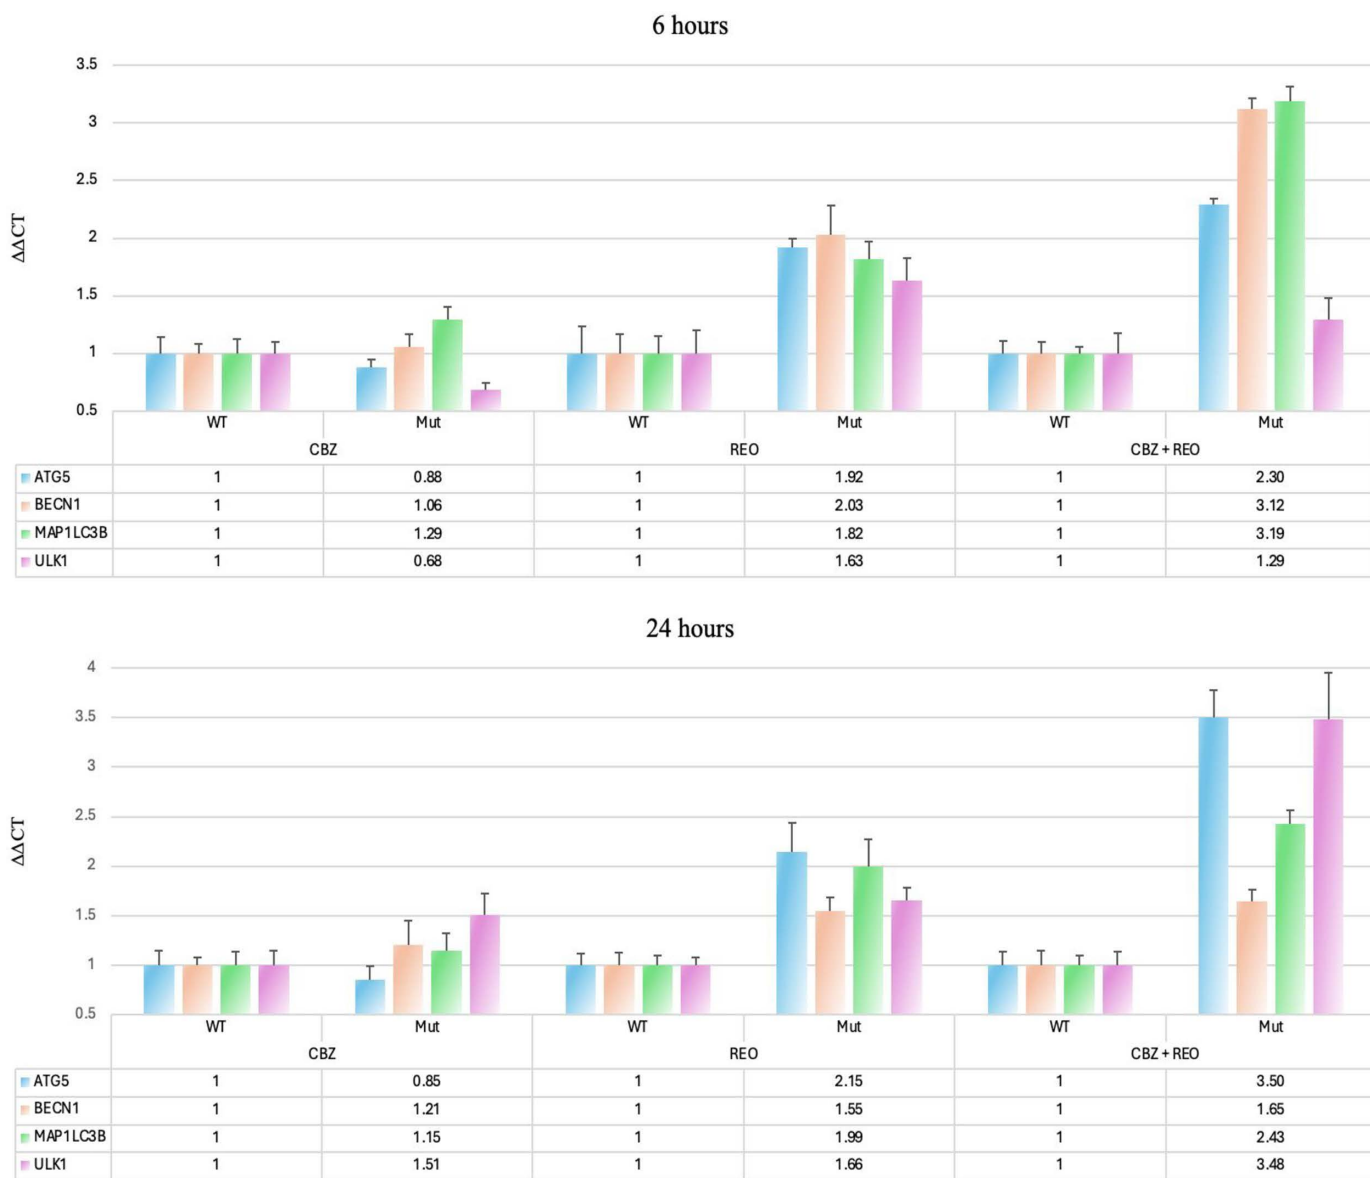 6 hours
3.5
3
2.5
2
1.5
1
0.5
ΔΔCT
WT Mut WT Mut WT Mut
CBZ REO CBZ + REO
ATG5 1 0.88 1 1.92 1 2.30
BECN1 1 1.06 1 2.03 1 3.12
MAP1LC3B 1 1.29 1 1.82 1 3.19
ULK1 1 0.68 1 1.63 1 1.29
24 hours
4
3.5
3
2.5
2
1.5
1
0.5
ΔΔCT
WT Mut WT Mut WT Mut
CBZ REO CBZ + REO
ATG5 1 0.85 1 2.15 1 3.50
BECN1 1 1.21 1 1.55 1 1.65
MAP1LC3B 1 1.15 1 1.99 1 2.43
ULK1 1 1.51 1 1.66 1 3.48